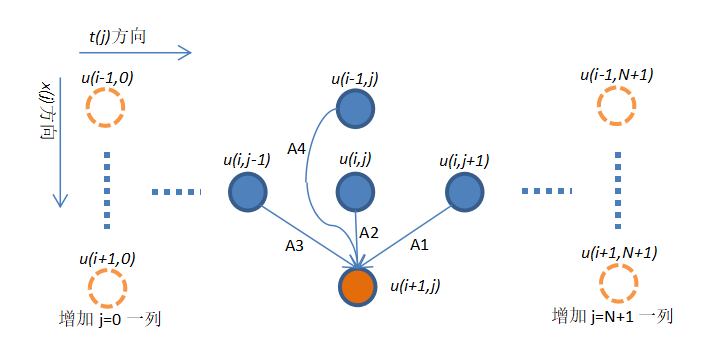 t(j)方向
u(i-1,0)
u(i-1,j)
u(i-1,N+1)
x(j)方向
A4
u(i,j-1)
u(i,j)
u(i,j+1)
A3
A2
A1
u(i+1,0)
u(i+1,j)
u(i+1,N+1)
增加 j=0 一列
增加 j=N+1 一列